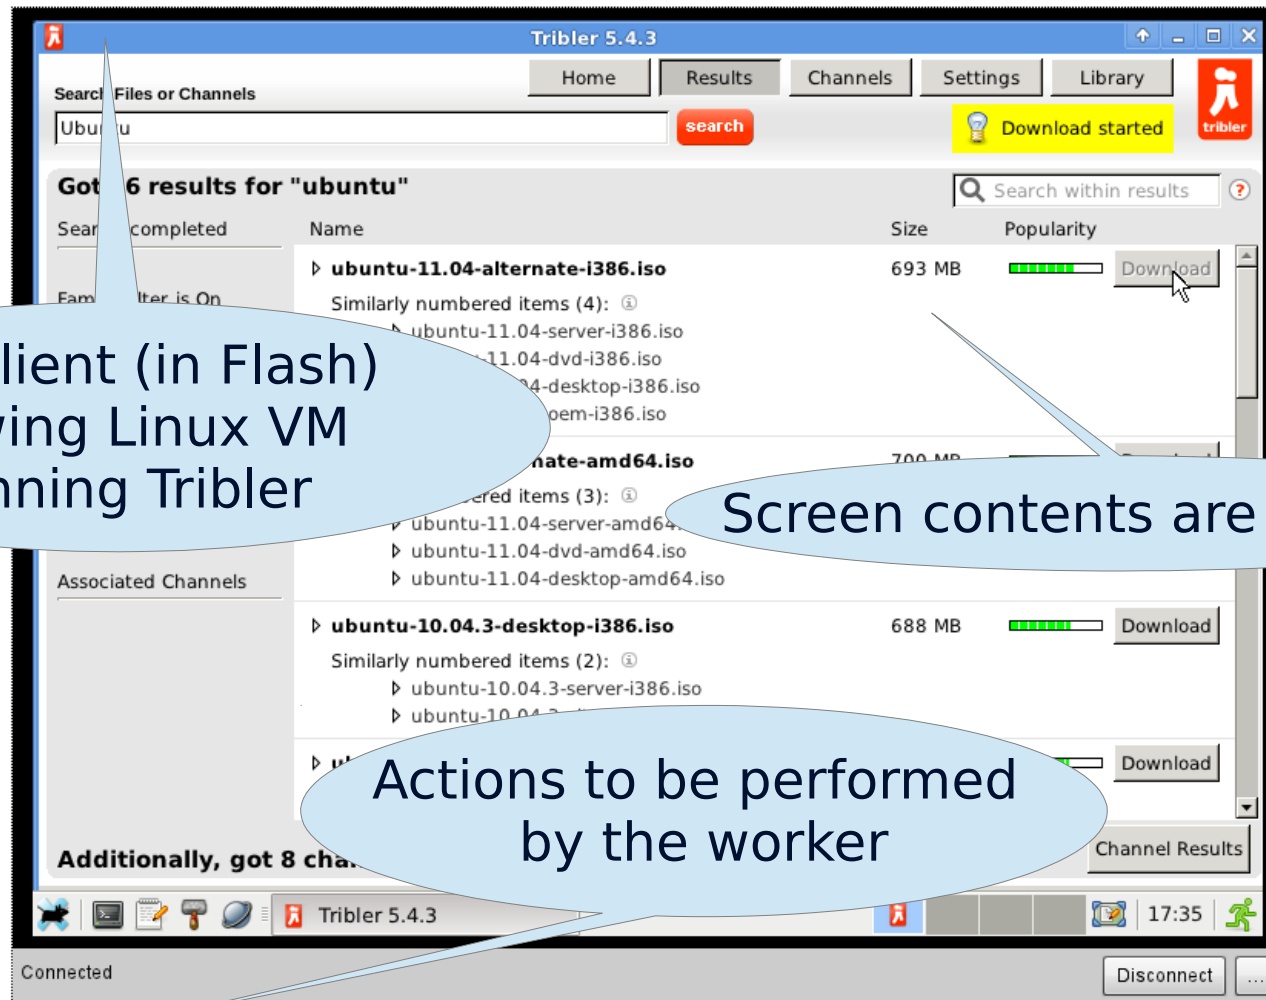 Tribler 5.4.3
Home Results Channels Settings Library
Search Files or Channels
search
Download started
tribler
results for "ubuntu"
Search within results
completed
Name Size Popularity
ubuntu-11.04-alternate-i386.iso 693 MB Download
is On
Similarly numbered items (4):
ubuntu-11.04-server-i386.iso
11.04-dvd-i386.iso
04-desktop-i386.iso
oem-i386.iso
lient (in Flash)
wing Linux VM
nning Tribler
nate-amd64.iso
items (3):
ubuntu-11.04-server-amd64
ubuntu-11.04-dvd-amd64.iso
ubuntu-11.04-desktop-amd64.iso
Screen contents are
Associated Channels
ubuntu-10.04.3-desktop-i386.iso 688 MB Download
Similarly numbered items (2):
ubuntu-10.04.3-server-i386.iso
Download
Actions to be performed
by the worker
Additionally, got 8
Channel Results
Tribler 5.4.3 17:35
Connected Disconnect ...